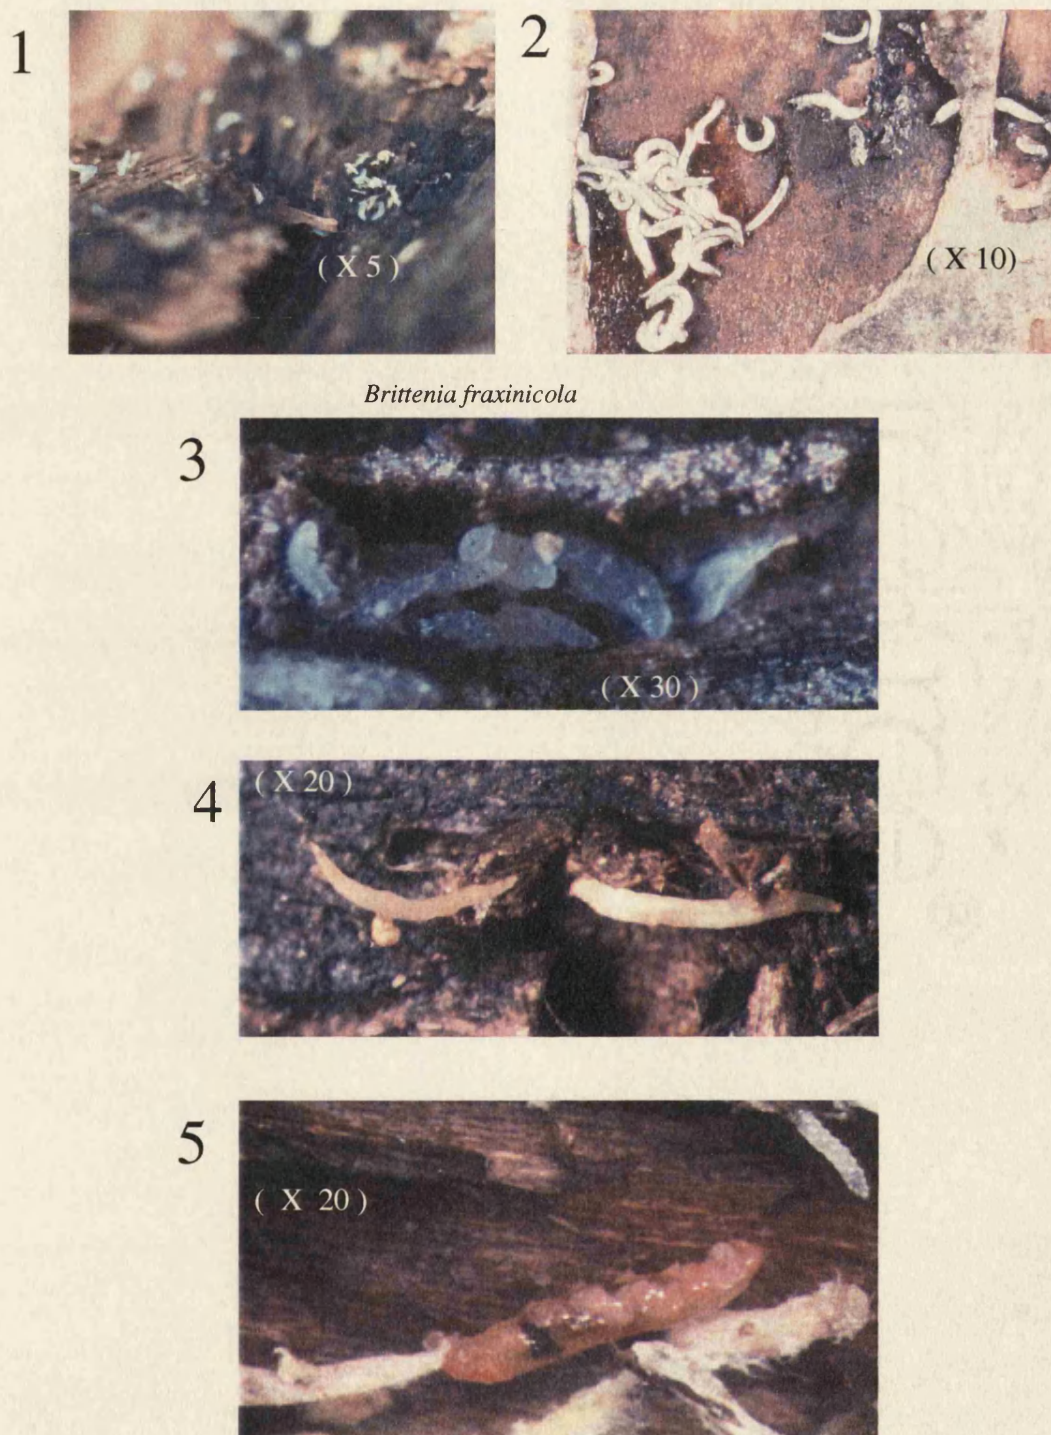 1
2
( X 5 )
( X 10)
Brittenia fraxinicola
3
( X 30 )
4
( X 20 )
5
( X 20 )